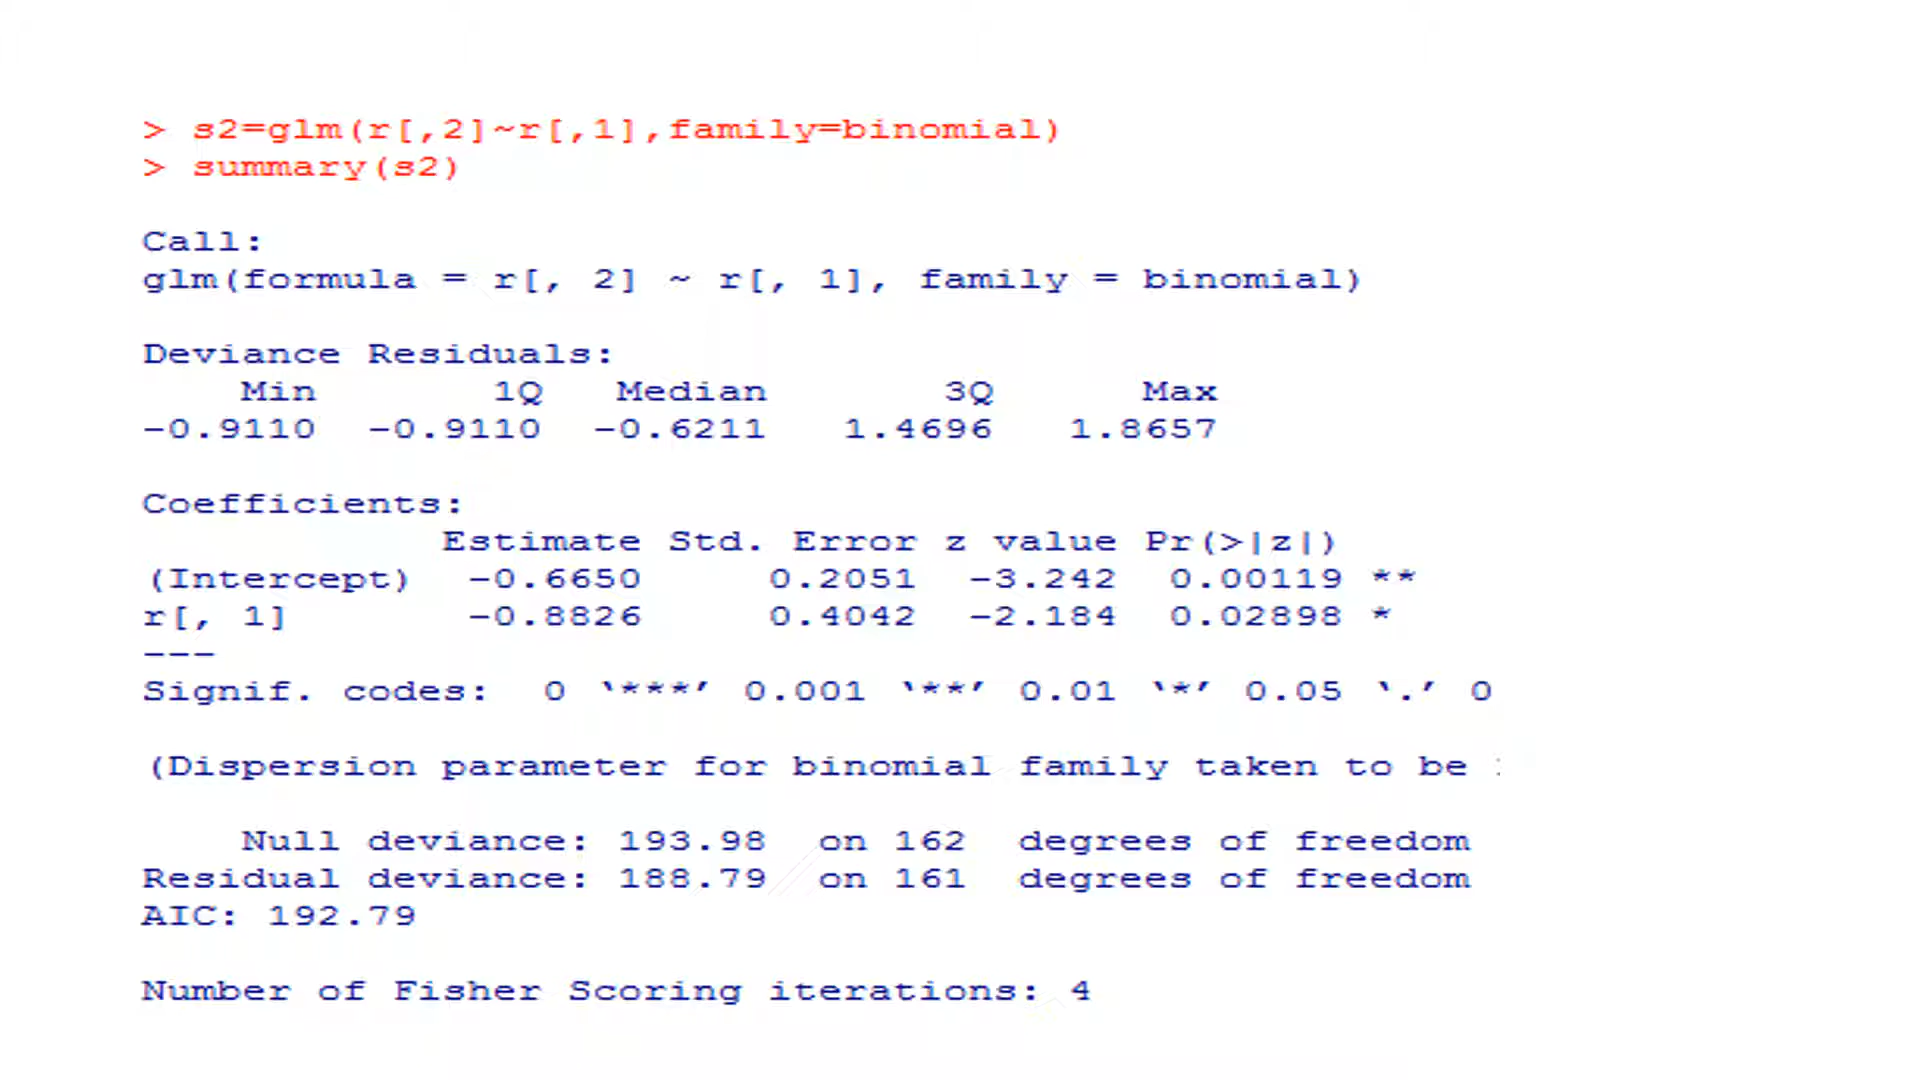 > s2=glm(r[,2]~r[,1],family=binomial)
> summary(s2)
Call:
glm(formula = r[, 2] ~ r[, 1], family = binomial)
Deviance Residuals:
Min 1Q Median 3Q Max
-0.9110 -0.9110 -0.6211 1.4696 1.8657
Coefficients:
Estimate Std. Error z value Pr(>|z|)
(Intercept) -0.6650 0.2051 -3.242 0.00119 **
r[, 1] -0.8826 0.4042 -2.184 0.02898 *
---
Signif. codes: 0 ‘***’ 0.001 ‘**’ 0.01 ‘*’ 0.05 ‘.’ 0
(Dispersion parameter for binomial family taken to be
Null deviance: 193.98 on 162 degrees of freedom
Residual deviance: 188.79 on 161 degrees of freedom
AIC: 192.79
Number of Fisher Scoring iterations: 4